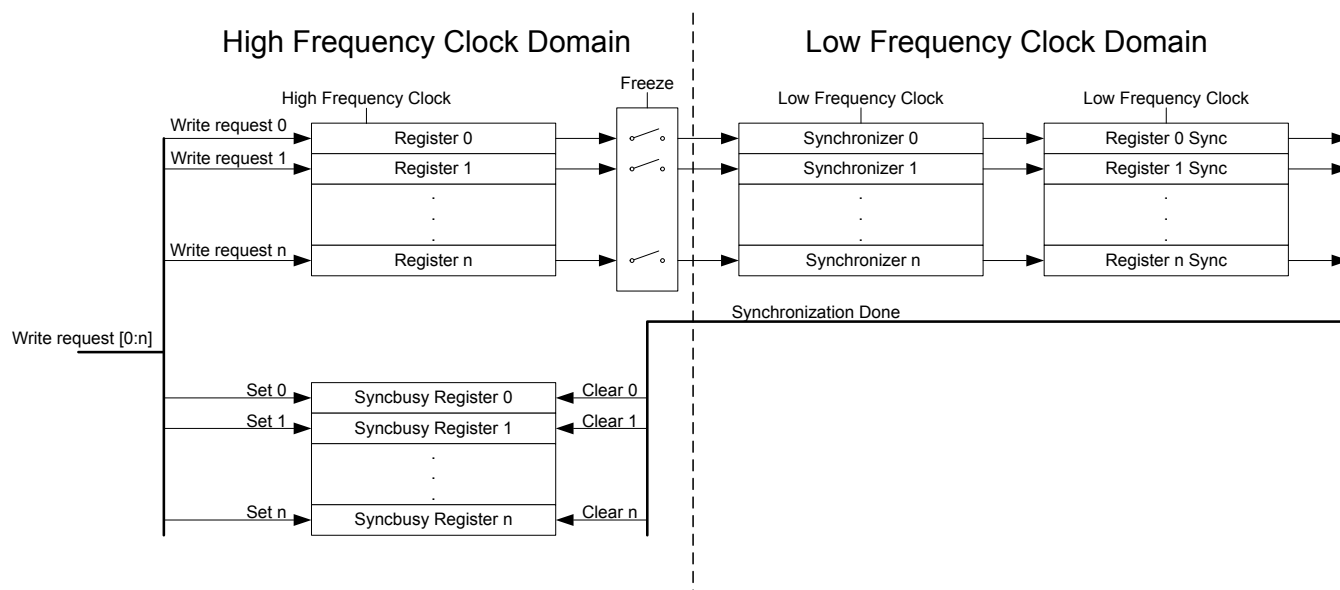 High Frequency Clock Domain
Low Frequency Clock Domain
Freeze
High Frequency Clock
Low Frequency Clock
Low Frequency Clock
Write request 0
Register 0
Synchronizer 0
Register 0 Sync
Write request 1
Register 1
Synchronizer 1
Register 1 Sync
.
.
.
.
.
.
.
.
.
Write request n
Register n
Synchronizer n
Register n Sync
Synchronization Done
Write request [0:n]
Set 0
Syncbusy Register 0
Clear 0
Set 1
Syncbusy Register 1
Clear 1
.
.
.
Set n
Syncbusy Register n
Clear n